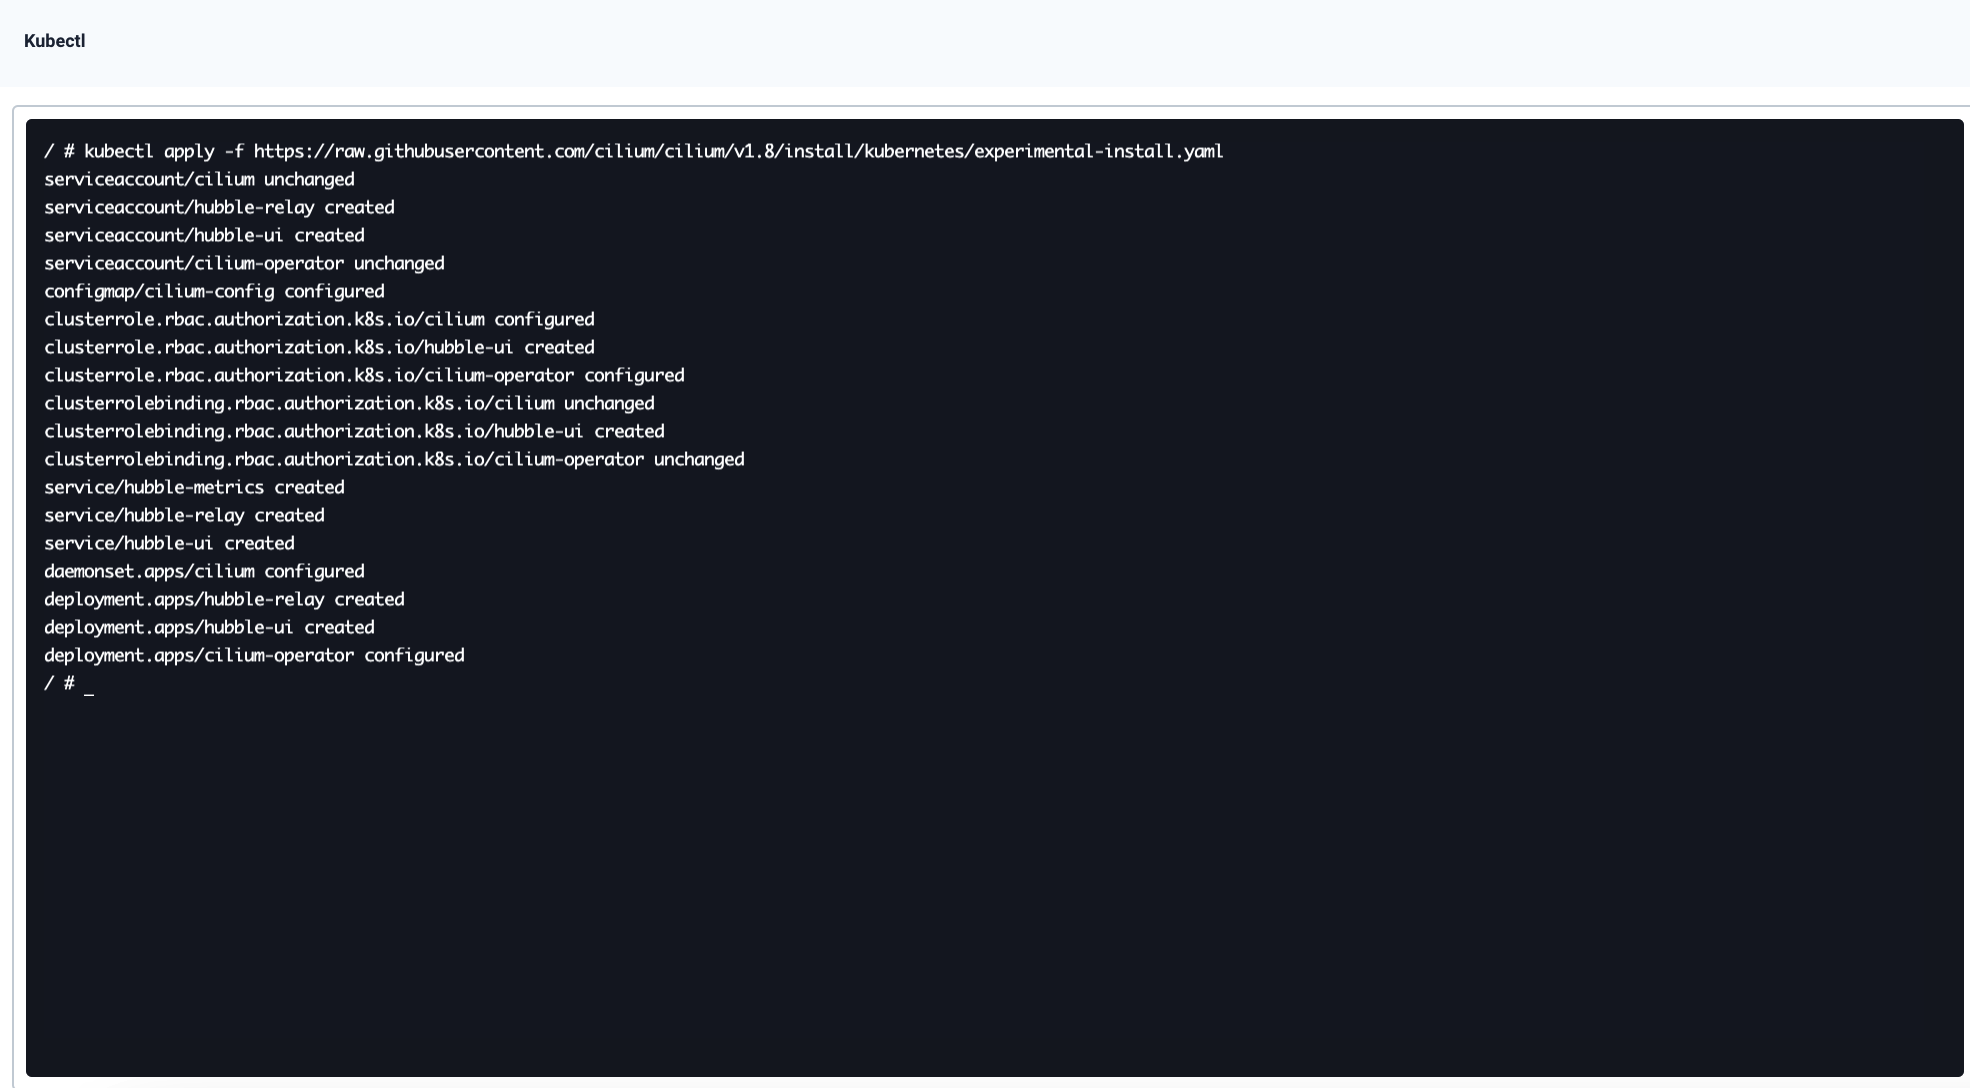 Kubectl
/ # kubectl apply -f https://raw.githubusercontent.com/cilium/cilium/v1.8/install/kubernetes/experimental-install.yaml
serviceaccount/cilium unchanged
serviceaccount/hubble-relay created
serviceaccount/hubble-ui created
serviceaccount/cilium-operator unchanged
configmap/cilium-config configured
clusterrole.rbac.authorization.k8s.io/cilium configured
clusterrole.rbac.authorization.k8s.io/hubble-ui created
clusterrole.rbac.authorization.k8s.io/cilium-operator configured
clusterrolebinding.rbac.authorization.k8s.io/cilium unchanged
clusterrolebinding.rbac.authorization.k8s.io/hubble-ui created
clusterrolebinding.rbac.authorization.k8s.io/cilium-operator unchanged
service/hubble-metrics created
service/hubble-relay created
service/hubble-ui created
daemonset.apps/cilium configured
deployment.apps/hubble-relay created
deployment.apps/hubble-ui created
deployment.apps/cilium-operator configured
/ # _